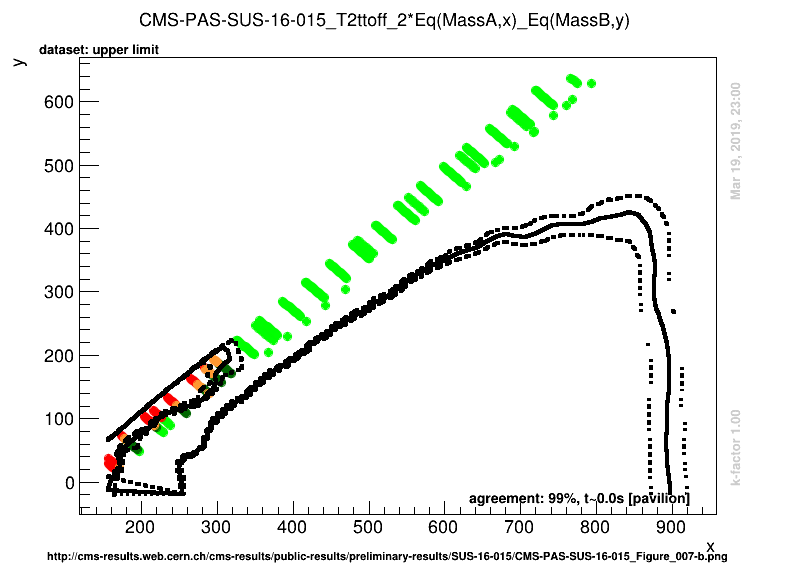 CMS-PAS-SUS-16-015_T2ttoff_2*Eq(MassA,x)_Eq(MassB,y)
dataset: upper limit
y
600
500
400
300
200
100
0
200
300
400
500
600
700
800
900
x
Mar 19, 2019, 23:00
k-factor 1.00
agreement: 99%, t~0.0s [pavilion]
http://cms-results.web.cern.ch/cms-results/public-results/preliminary-results/SUS-16-015/CMS-PAS-SUS-16-015_Figure_007-b.png